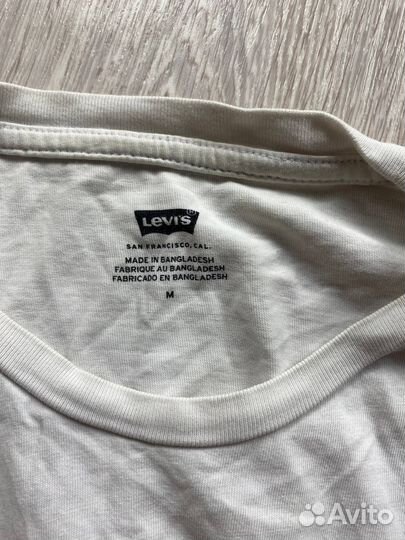 Levi's®
SAN FRANCISCO, CAL.
MADE IN BANGLADESH
FABRIQUE AU BANGLADESH
FABRICADO EN BANGLADESH
M
Avito